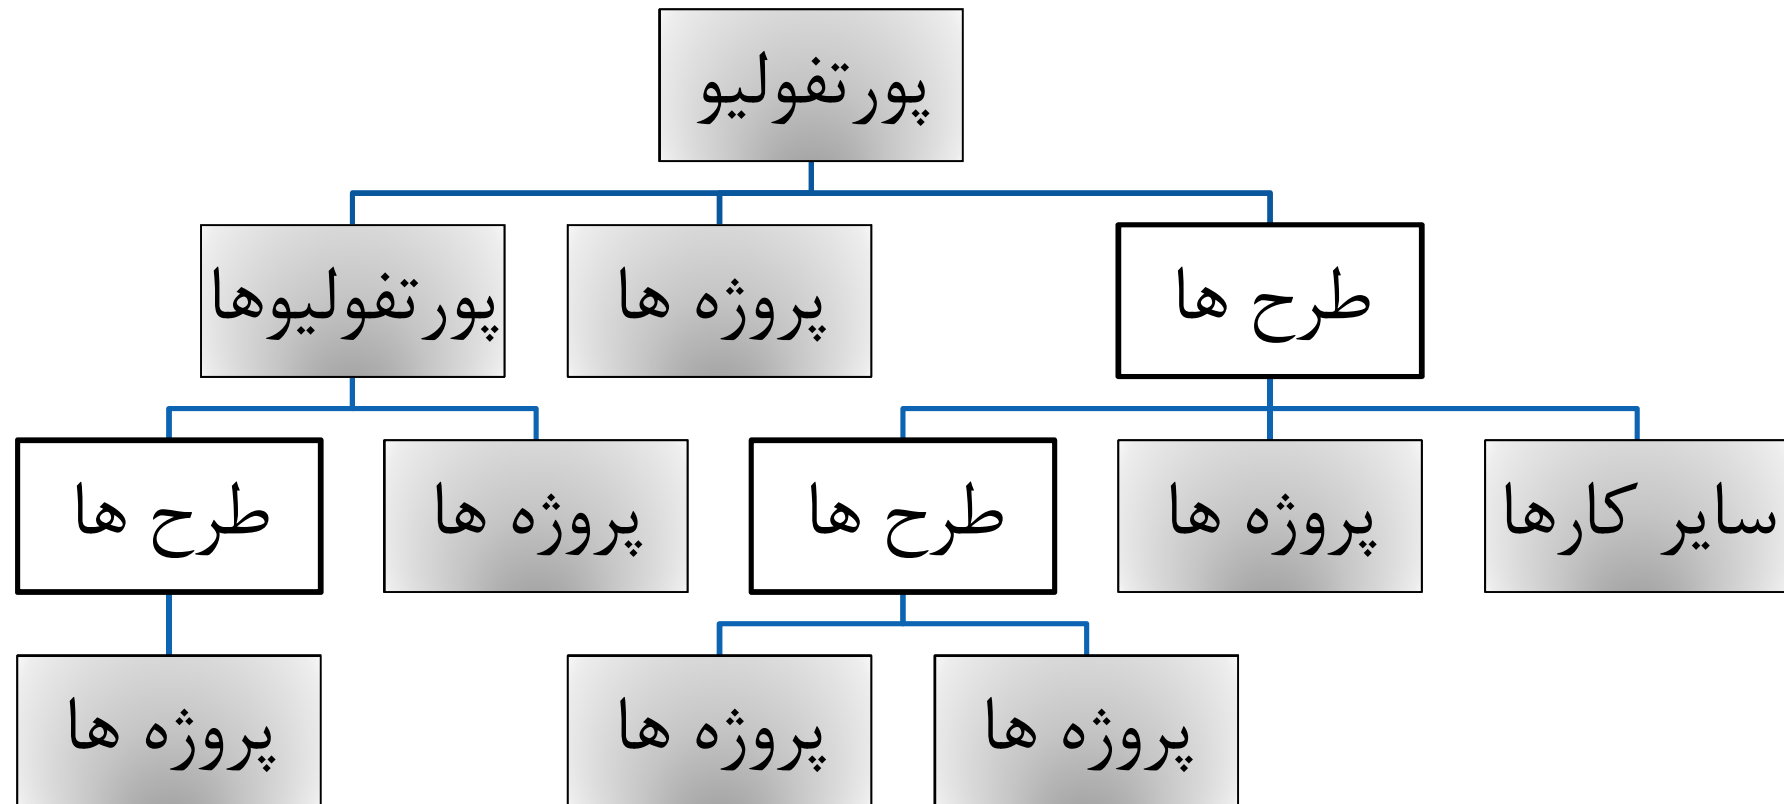 پورتفولیو
طرح ها
پروژه ها
پورتفولیوها
سایر کارها
پروژه ها
طرح ها
پروژه ها
طرح ها
پروژه ها
پروژه ها
پروژه ها